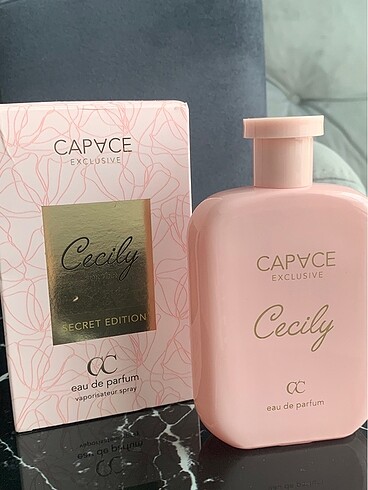 CAPACE
EXCLUSIVE
Cecily
SECRET EDITION
CC
eau de parfum
vaporisateur spray
CAPACE
EXCLUSIVE
Cecily
CC
eau de parfum